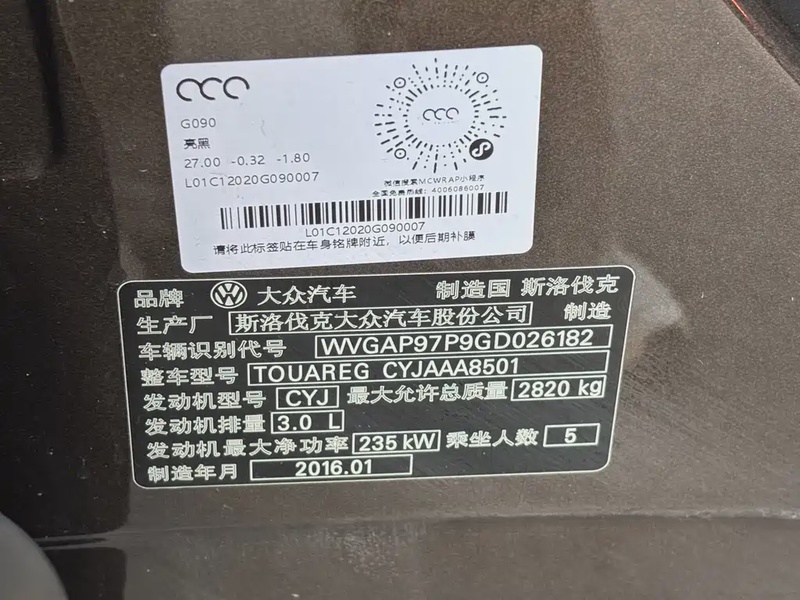 G090
亮黑
27.00 -0.32 -1.80
L01C12020G090007
微信搜索MCWRAP小程序
全国免费热线：4006086007
L01C12020G090007
请将此标签贴在车身铭牌附近，以便后期补膜
品牌 大众汽车 制造国 斯洛伐克
生产厂 斯洛伐克大众汽车股份公司 制造
车辆识别代号 WVGAP97P9GD026182
整车型号 TOUAREG CYJAAA8501
发动机型号 CYJ 最大允许总质量 2820 kg
发动机排量 3.0 L
发动机最大净功率 235 kW 乘坐人数 5
制造年月 2016.01